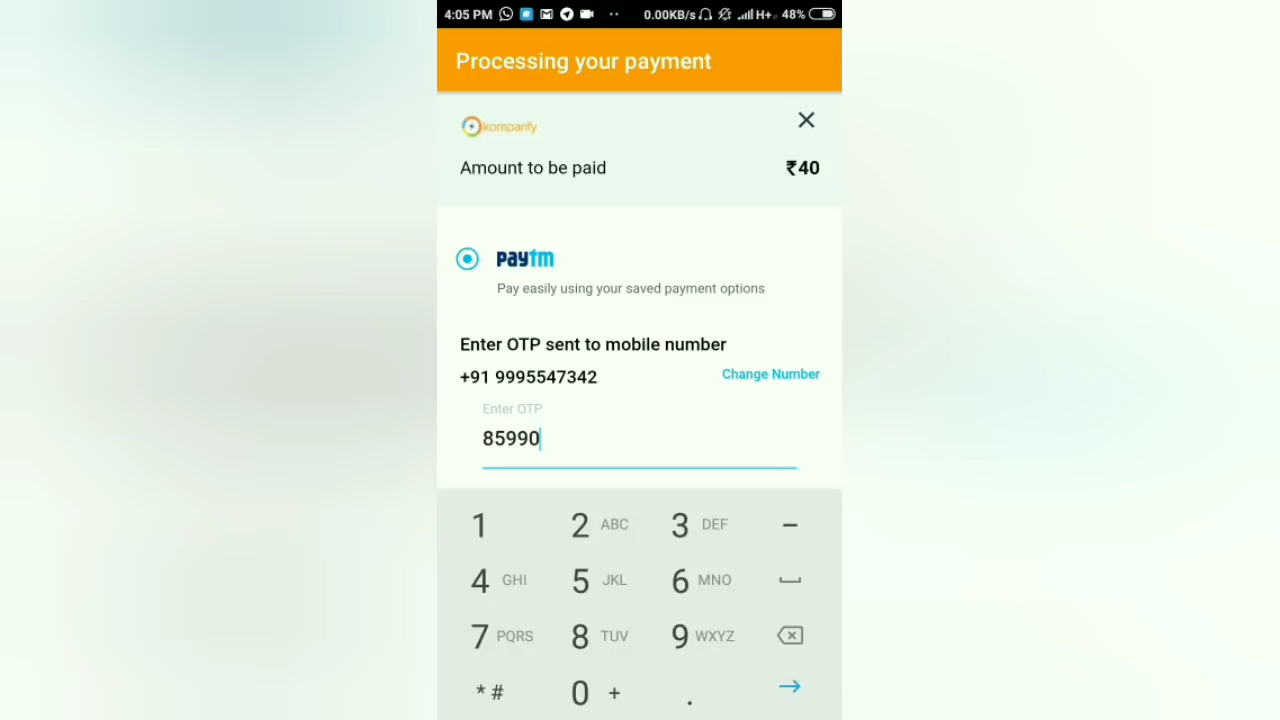 4:05 PM 0.00KB/s H+ 48%
Processing your payment
komparify
Amount to be paid ₹40
paytm
Pay easily using your saved payment options
Enter OTP sent to mobile number
+91 9995547342 Change Number
Enter OTP
85990
1 2 ABC 3 DEF –
4 GHI 5 JKL 6 MNO
7 PQRS 8 TUV 9 WXYZ
* # 0 + .